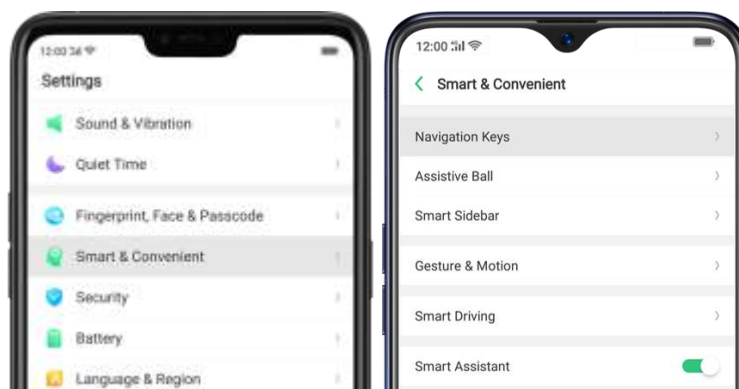 12:00
Settings
Sound & Vibration
Quiet Time
Fingerprint, Face & Passcode
Smart & Convenient
Security
Battery
Language & Region
12:00
Smart & Convenient
Navigation Keys
Assistive Ball
Smart Sidebar
Gesture & Motion
Smart Driving
Smart Assistant